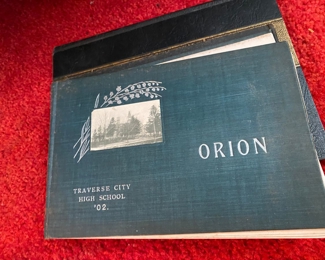 ORION
TRAVERSE CITY
HIGH SCHOOL
'02.